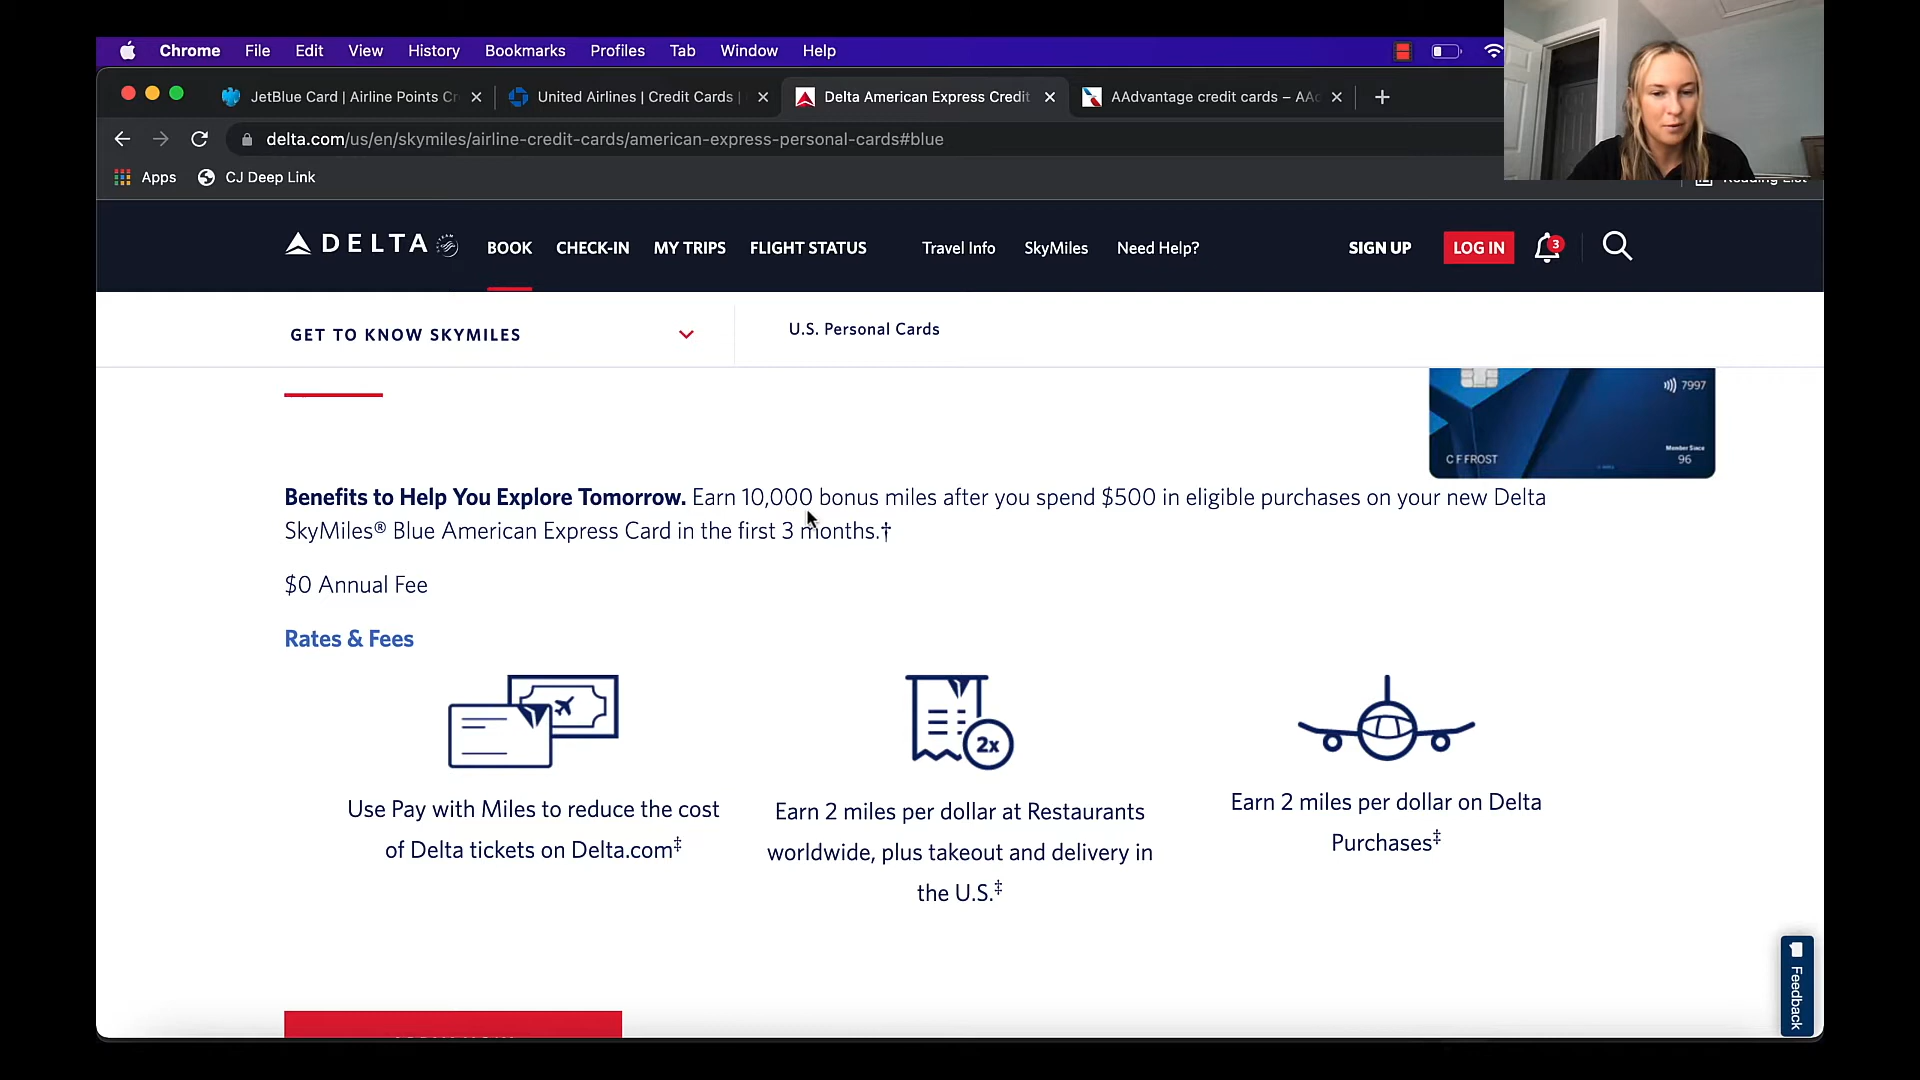 Chrome File Edit View History Bookmarks Profiles Tab Window Help
JetBlue Card | Airline Points Cr
United Airlines | Credit Cards |
Delta American Express Credit
AAdvantage credit cards – AAd
delta.com/us/en/skymiles/airline-credit-cards/american-express-personal-cards#blue
Apps CJ Deep Link
Reading List
DELTA BOOK CHECK-IN MY TRIPS FLIGHT STATUS Travel Info SkyMiles Need Help? SIGN UP LOG IN 3
GET TO KNOW SKYMILES
U.S. Personal Cards
7997
Member Since
C F FROST 96
Benefits to Help You Explore Tomorrow. Earn 10,000 bonus miles after you spend $500 in eligible purchases on your new Delta
SkyMiles® Blue American Express Card in the first 3 months.†
$0 Annual Fee
Rates & Fees
2x
Use Pay with Miles to reduce the cost
of Delta tickets on Delta.com‡
Earn 2 miles per dollar at Restaurants
worldwide, plus takeout and delivery in
the U.S.‡
Earn 2 miles per dollar on Delta
Purchases‡
Feedback